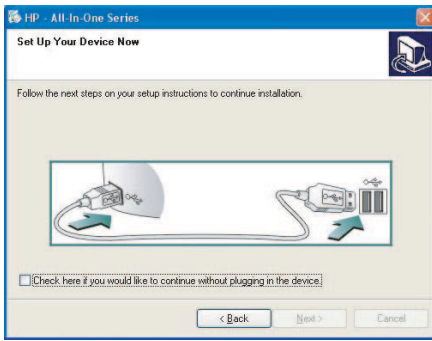 HP - All-In-One Series
Set Up Your Device Now
Follow the next steps on your setup instructions to continue installation.
Check here if you would like to continue without plugging in the device.
< Back
Next >
Cancel